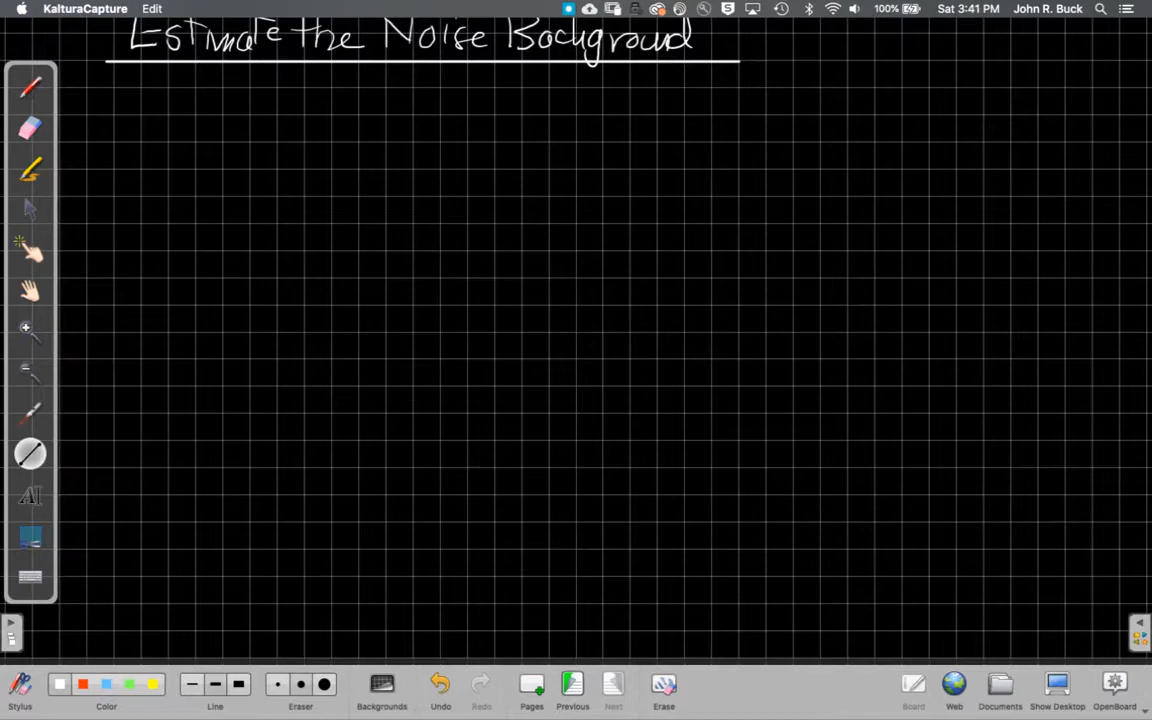 KalturaCapture Edit 100% Sat 3:41 PM John R. Buck
Estimate the Noise Background
Stylus Color Line Eraser Backgrounds Undo Redo Pages Previous Next Erase Board Web Documents Show Desktop OpenBoard